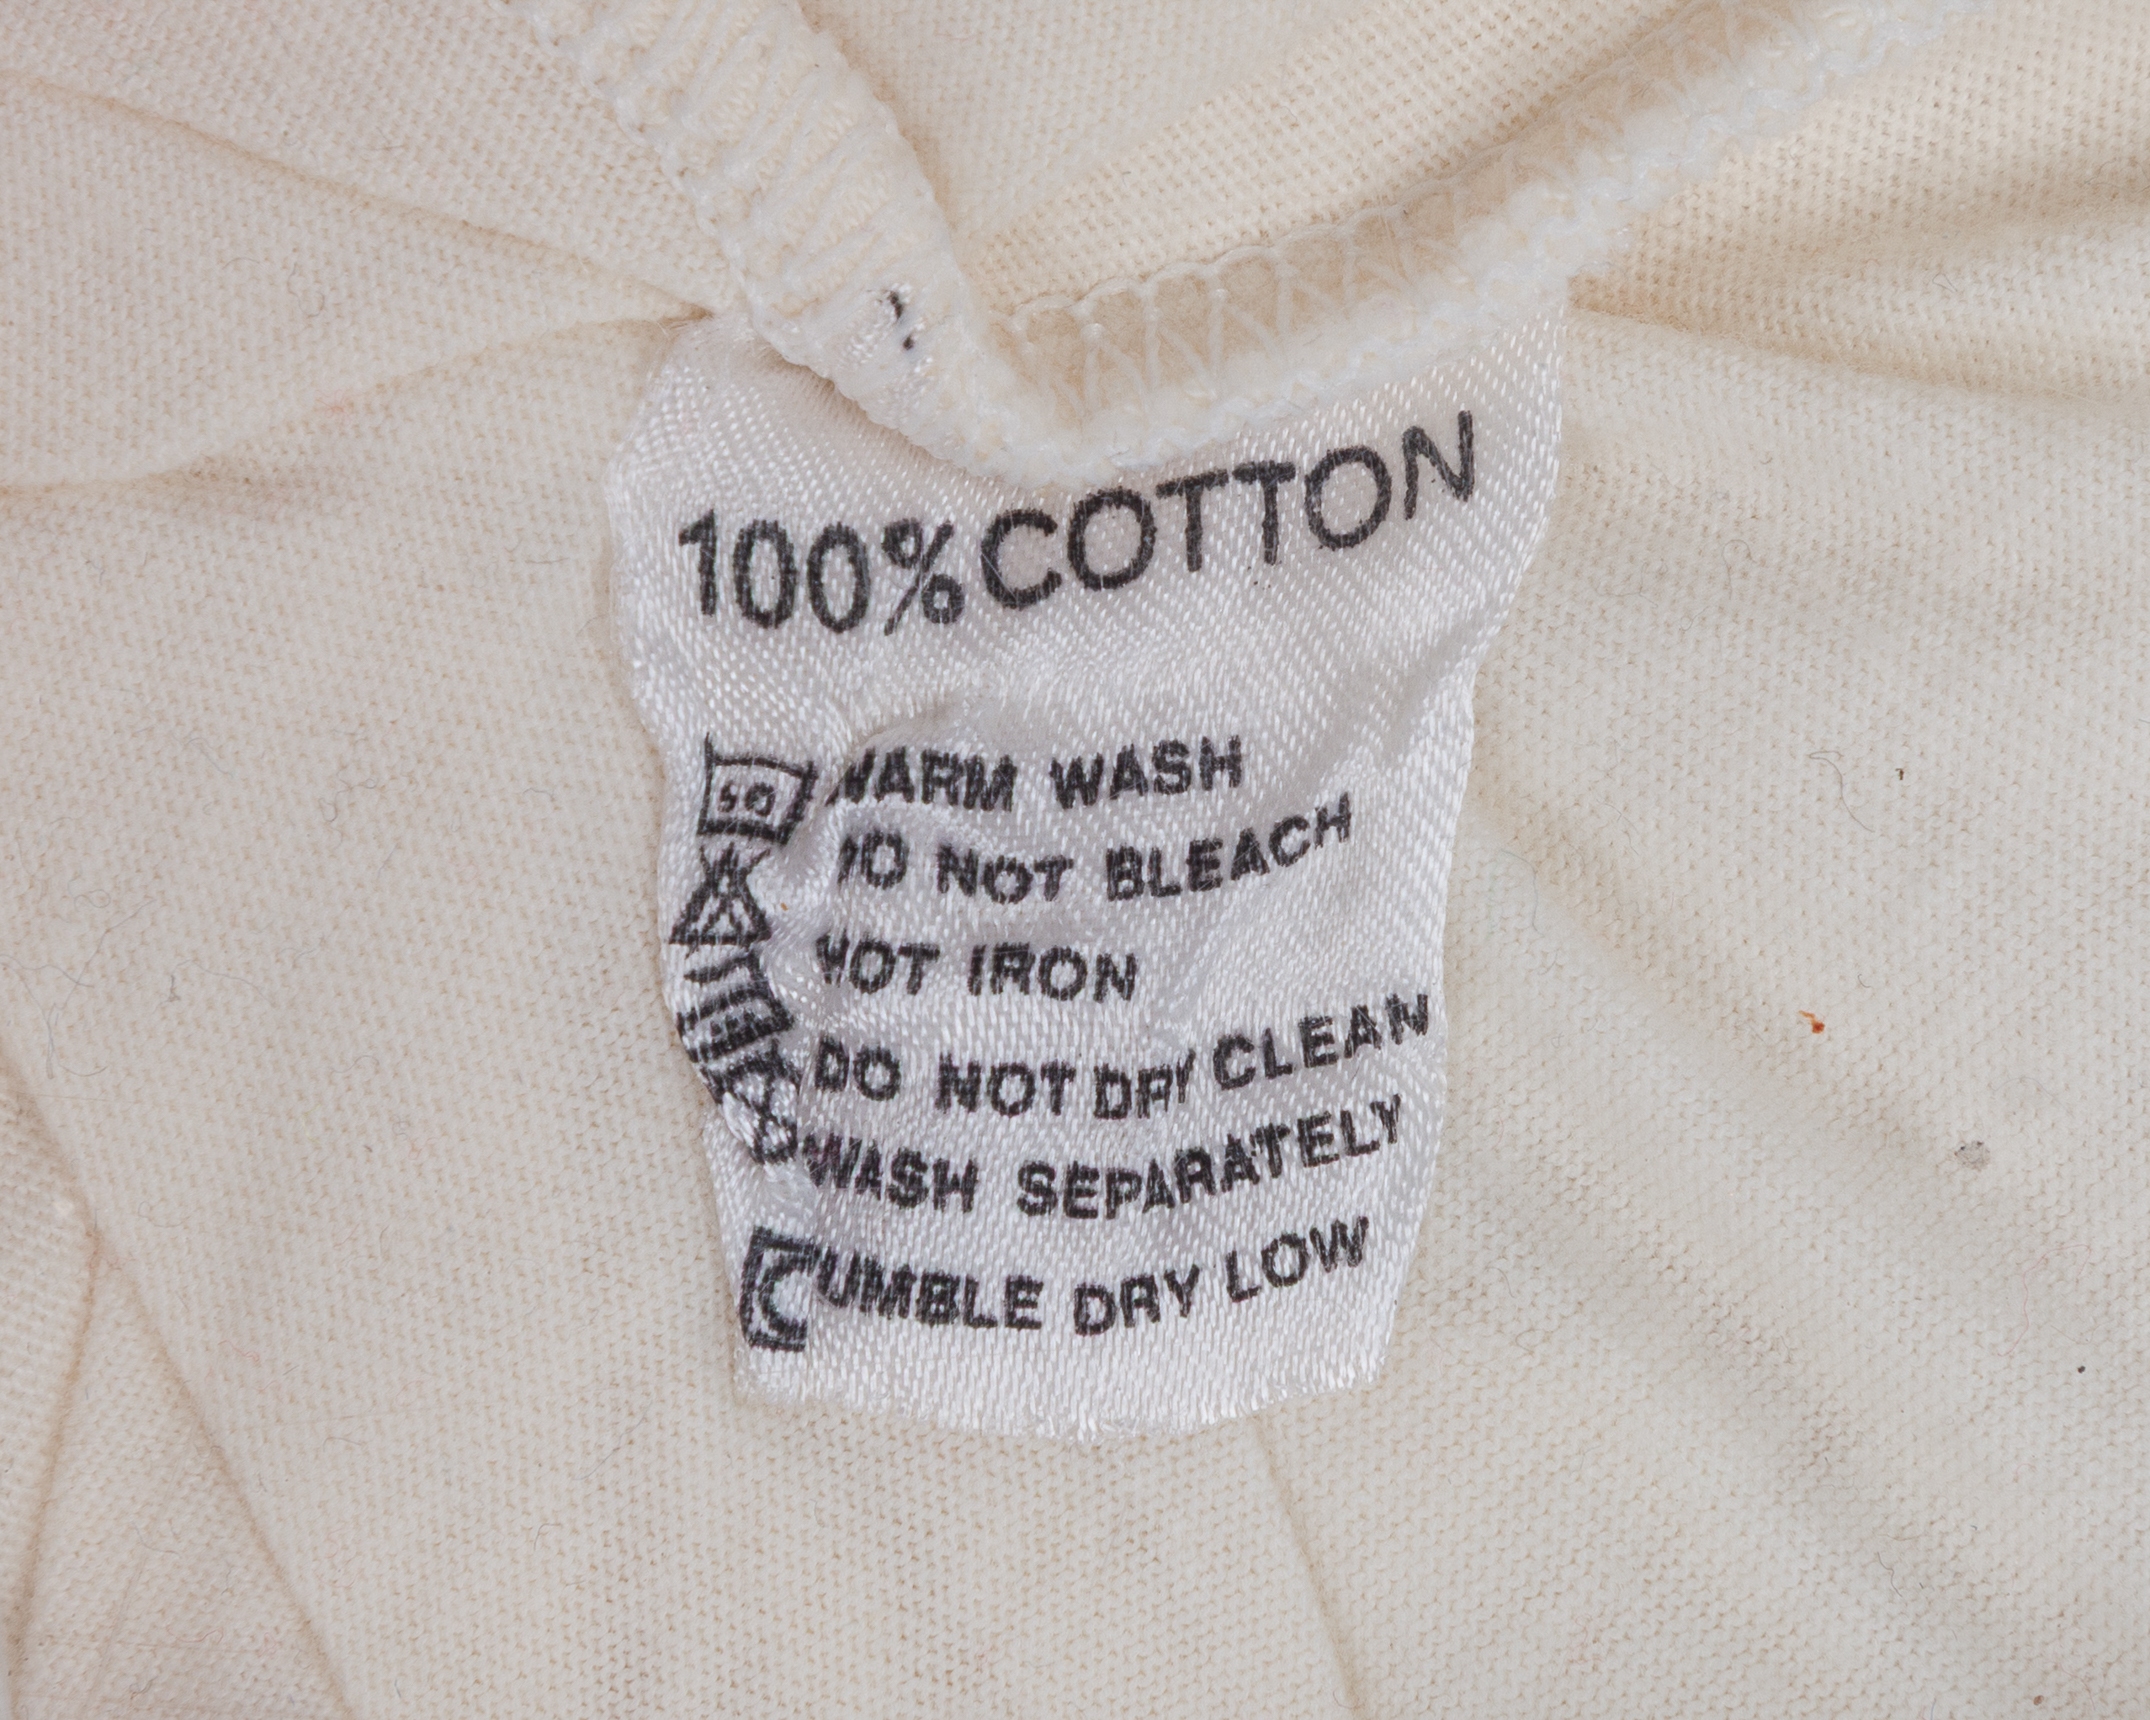 100% COTTON
50 WARM WASH
DO NOT BLEACH
HOT IRON
DO NOT DRY CLEAN
WASH SEPARATELY
TUMBLE DRY LOW